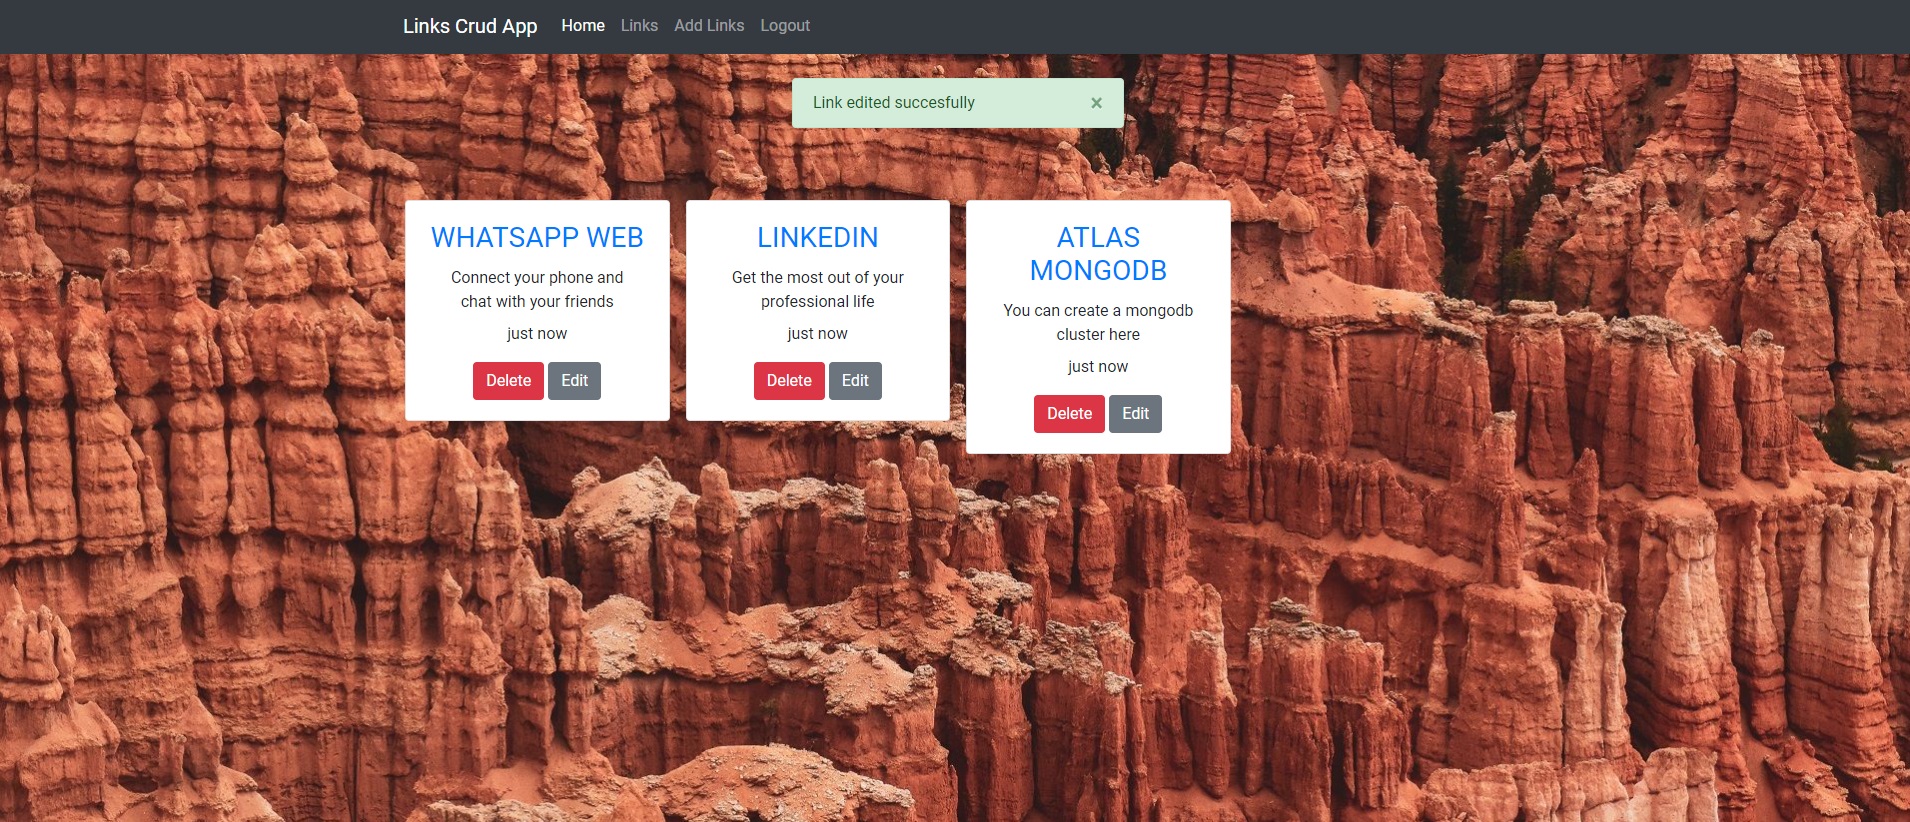 Links Crud App Home Links Add Links Logout
Link edited succesfully ×
WHATSAPP WEB
Connect your phone and
chat with your friends
just now
Delete Edit
LINKEDIN
Get the most out of your
professional life
just now
Delete Edit
ATLAS
MONGODB
You can create a mongodb
cluster here
just now
Delete Edit